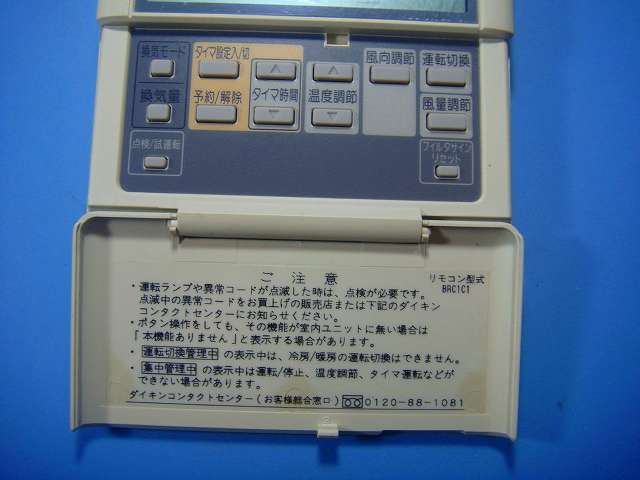 換気モード
タイマ設定入/切
風向調節
運転切換
換気量
予約/解除
タイマ時間
温度調節
風量調節
点検/試運転
フィルタサイン
リセット
ご注意
リモコン型式
BRC1C1
・運転ランプや異常コードが点滅した時は、点検が必要です。
点滅中の異常コードをお買上げの販売店または下記のダイキン
コンタクトセンターにお知らせください。
・ボタン操作をしても、その機能が室内ユニットに無い場合は
「本機能ありません」と表示する場合があります。
・運転切換管理中 の表示中は、冷房/暖房の運転切換はできません。
・集中管理中 の表示中は運転/停止、温度調節、タイマ運転などが
できない場合があります。
ダイキンコンタクトセンター(お客様総合窓口) 0120-88-1081